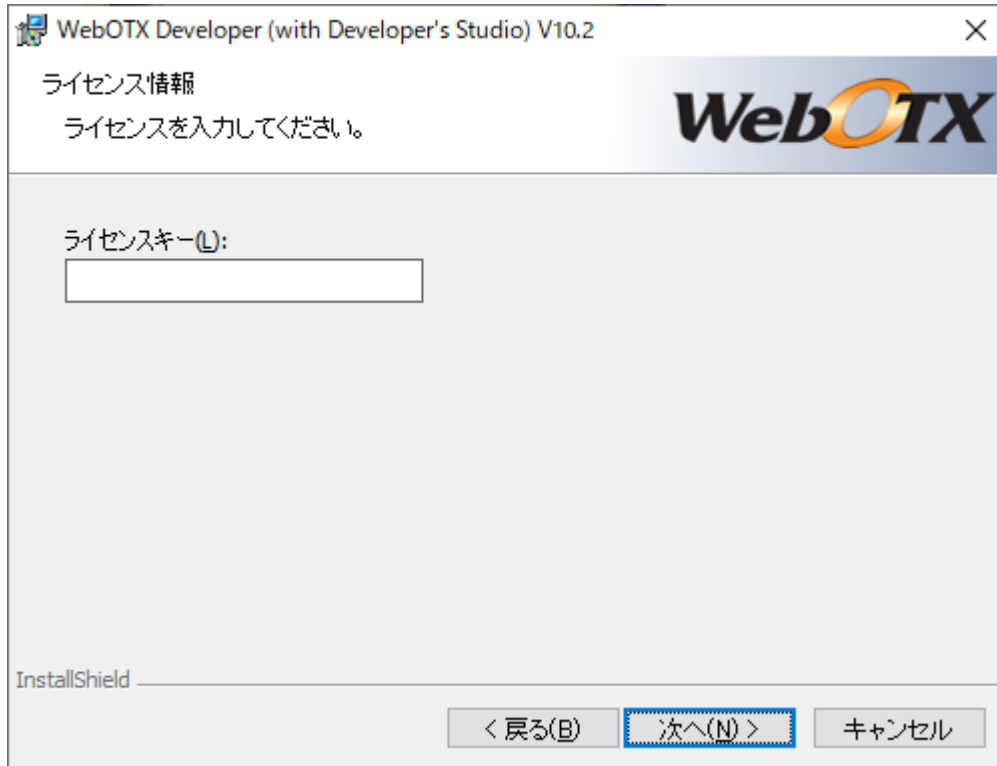 WebOTX Developer (with Developer's Studio) V10.2
ライセンス情報
ライセンスを入力してください。
WebOTX
ライセンスキー(L):
InstallShield
< 戻る(B)
次へ(N) >
キャンセル